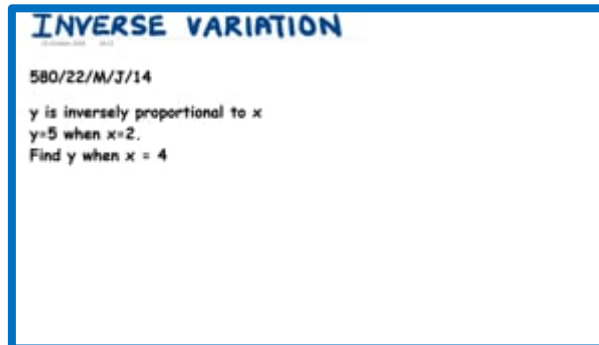 INVERSE VARIATION
580/22/M/J/14
y is inversely proportional to x
y=5 when x=2.
Find y when x = 4